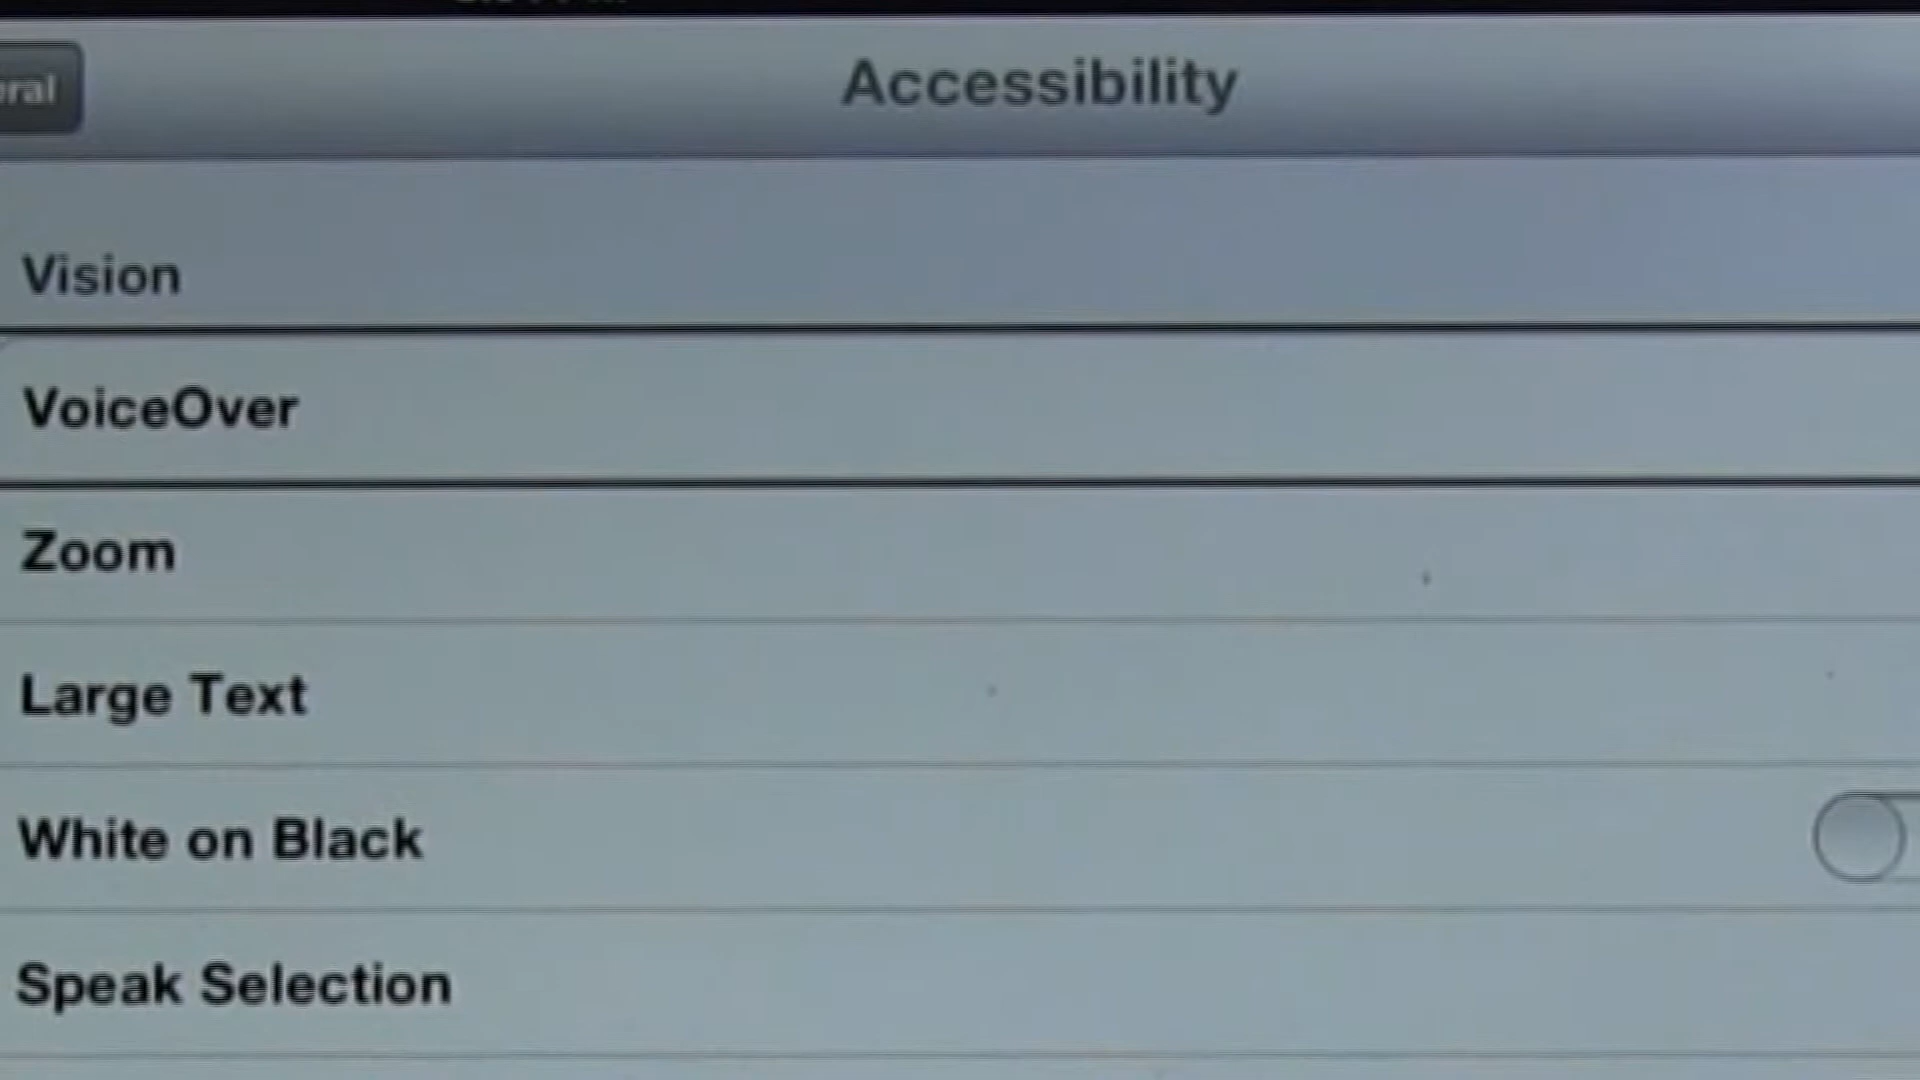 Accessibility
Vision
VoiceOver
Zoom
Large Text
White on Black
Speak Selection